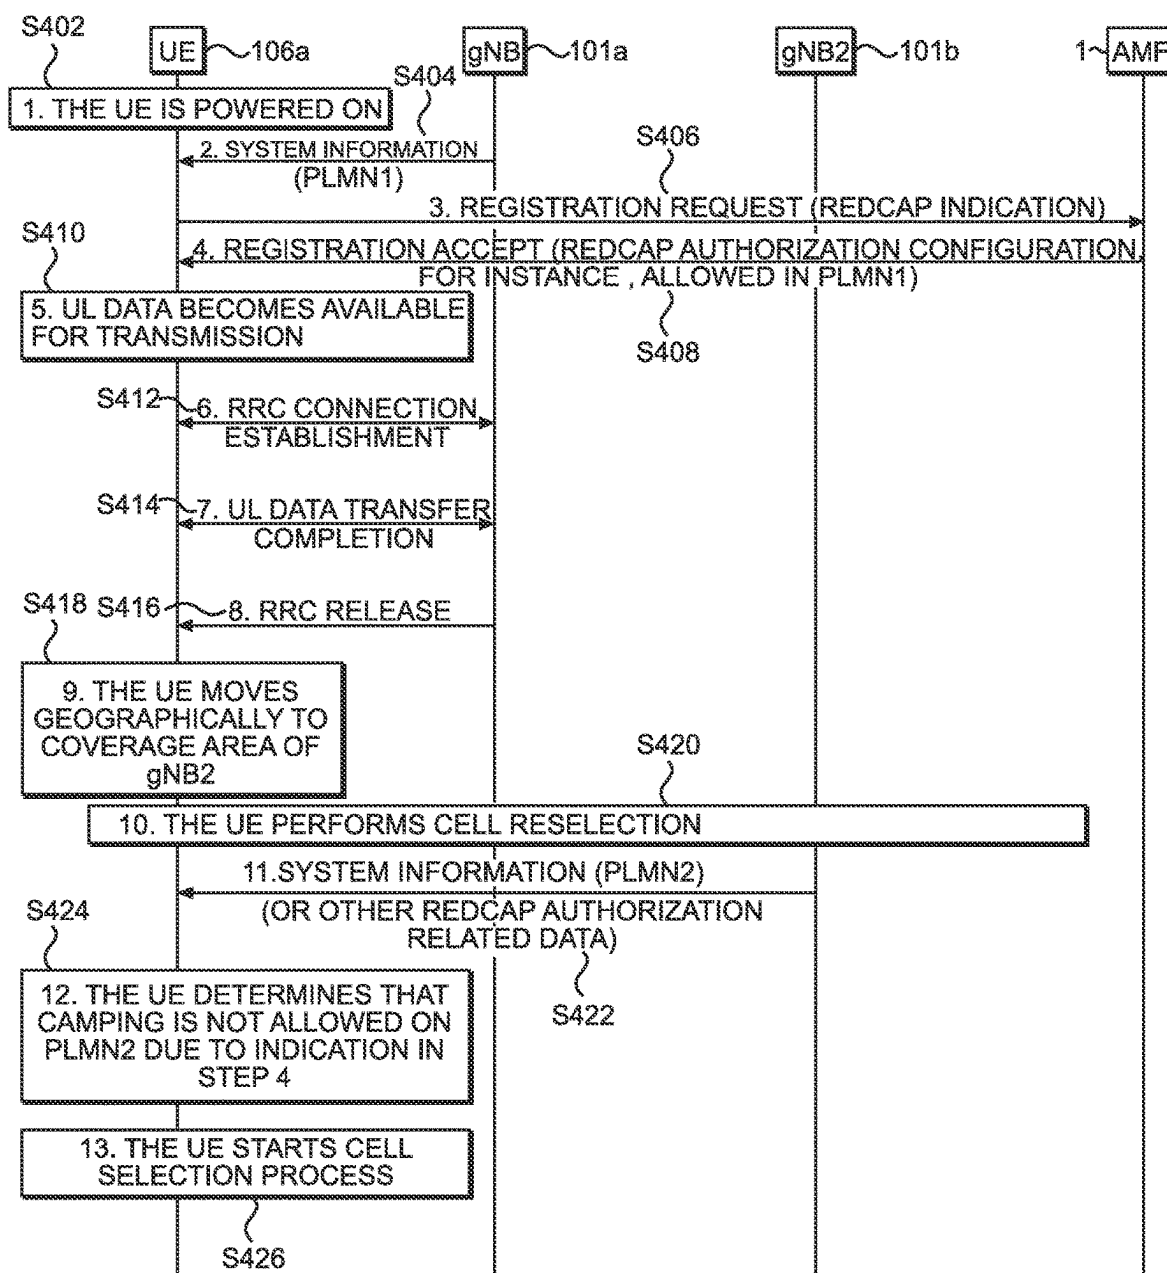 S402
UE 106a gNB 101a gNB2 101b 1 AMF
S404
1. THE UE IS POWERED ON
S406
2. SYSTEM INFORMATION
(PLMN1)
3. REGISTRATION REQUEST (REDCAP INDICATION)
S410
4. REGISTRATION ACCEPT (REDCAP AUTHORIZATION CONFIGURATION,
FOR INSTANCE , ALLOWED IN PLMN1)
5. UL DATA BECOMES AVAILABLE
FOR TRANSMISSION
S408
S412 6. RRC CONNECTION
ESTABLISHMENT
S414 7. UL DATA TRANSFER
COMPLETION
S418
S416 8. RRC RELEASE
9. THE UE MOVES
GEOGRAPHICALLY TO
COVERAGE AREA OF
gNB2
S420
10. THE UE PERFORMS CELL RESELECTION
11.SYSTEM INFORMATION (PLMN2)
S424
(OR OTHER REDCAP AUTHORIZATION
RELATED DATA)
S422
12. THE UE DETERMINES THAT
CAMPING IS NOT ALLOWED ON
PLMN2 DUE TO INDICATION IN
STEP 4
13. THE UE STARTS CELL
SELECTION PROCESS
S426